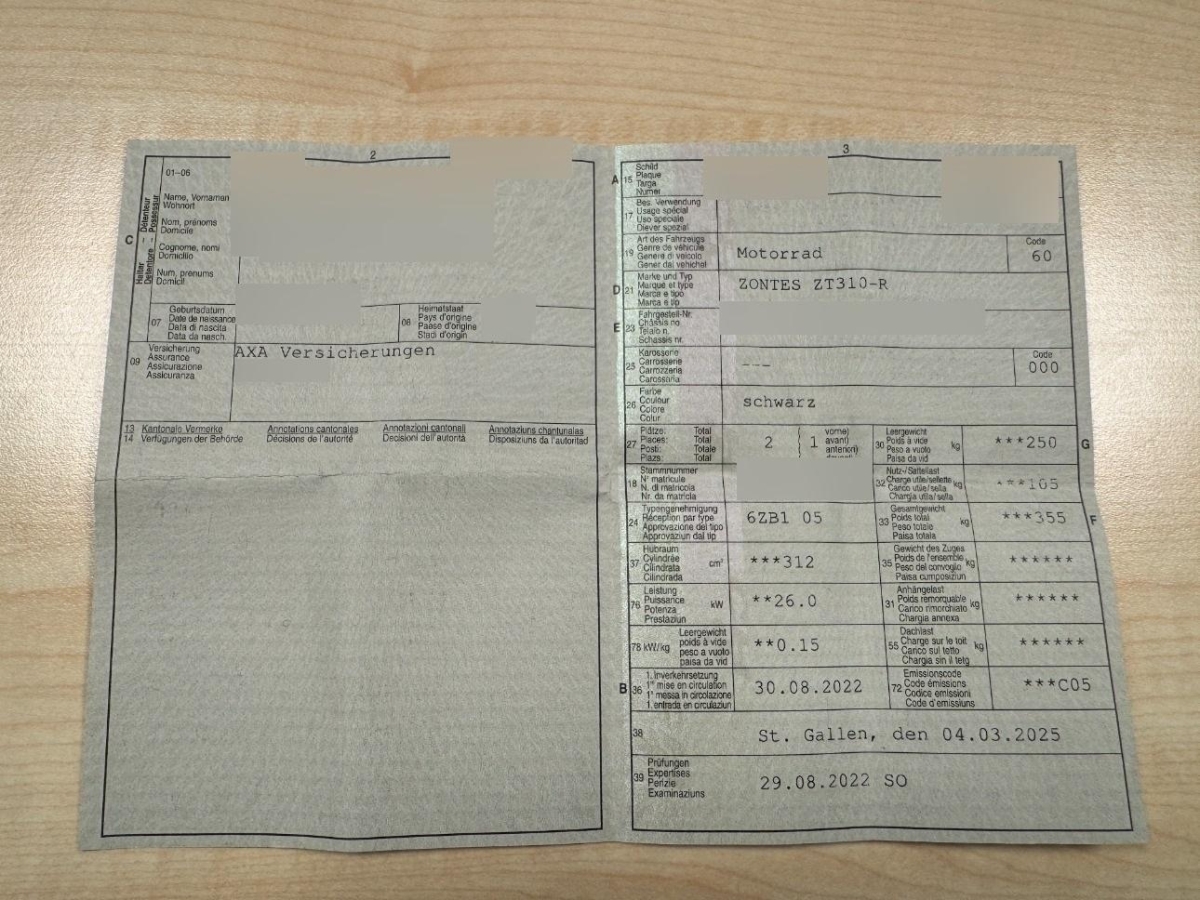 2
01-06
Name, Vornamen
Wohnort
Nom, prénoms
Domicile
Cognome, nomi
Domicilio
Num, prenums
Domicil
C
Halter – Détenteur
Detentore – Possessur
07
Geburtsdatum
Date de naissance
Data di nascita
Data da nasch.
08
Heimatstaat
Pays d'origine
Paese d'origine
Stadi d'origin
09
Versicherung
Assurance
Assicurazione
Assicuranza
AXA Versicherungen
13 Kantonale Vermerke Annotations cantonales Annotazioni cantonali Annotaziuns chantunalas
14 Verfügungen der Behörde Décisions de l'autorité Decisioni dell'autorità Disposiziuns da l'autoritad
3
A 15
Schild
Plaque
Targa
Numer
17
Bes. Verwendung
Usage spécial
Uso speciale
Diever spezial
19
Art des Fahrzeugs
Genre de véhicule
Genere di veicolo
Gener dal vehichel
Motorrad
Code
60
D 21
Marke und Typ
Marque et type
Marca e tipo
Marca e tip
ZONTES ZT310-R
E 23
Fahrgestell-Nr.
Châssis no.
Telaio n.
Schassis nr.
25
Karosserie
Carrosserie
Carrozzeria
Carossaria
---
Code
000
26
Farbe
Couleur
Colore
Colur
schwarz
27
Plätze: Total
Places: Total
Posti: Totale
Plazs: Total
2 ( 1 vorne)
avant)
anteriori)
30
Leergewicht
Poids à vide
Peso a vuoto
Paisa da vid
kg
***250
G
18
Stammnummer
N° matricule
N. di matricola
Nr. da matricla
32
Nutz-/Sattellast
Charge utile/sellette
Carico utile/sella
Chargia utila/sella
kg
***105
24
Typengenehmigung
Réception par type
Approvazione del tipo
Approvaziun dal tip
6ZB1 05
33
Gesamtgewicht
Poids total
Peso totale
Paisa totala
kg
***355
F
37
Hubraum
Cylindrée
Cilindrata
Cilindrada
cm³
***312
35
Gewicht des Zuges
Poids de l'ensemble
Peso del convoglio
Paisa cumposiziun
kg
******
76
Leistung
Puissance
Potenza
Prestaziun
kW
**26.0
31
Anhängelast
Poids remorquable
Carico rimorchiato
Chargia annexa
kg
******
78 kW/kg
Leergewicht
poids à vide
peso a vuoto
paisa da vid
**0.15
55
Dachlast
Charge sur le toit
Carico sul tetto
Chargia sin il tetg
kg
******
B 36
1. Inverkehrsetzung
1re mise en circulation
1a messa in circolazione
1. entrada en circulaziun
30.08.2022
72
Emissionscode
Code émissions
Codice emissioni
Code d'emissiuns
***C05
38
St. Gallen, den 04.03.2025
39
Prüfungen
Expertises
Perizie
Examinaziuns
29.08.2022 SO